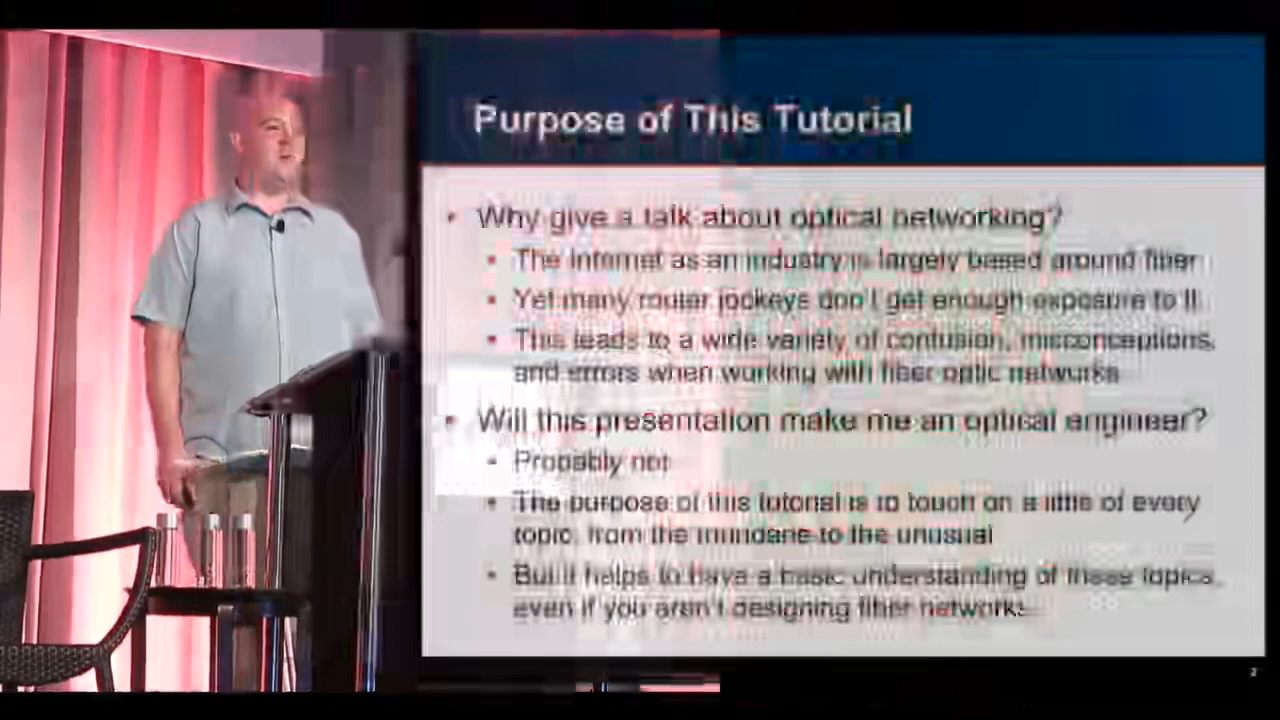 Purpose of This Tutorial
Why give a talk about optical networking?
The Internet as an industry is largely based around fiber
Yet many router jockeys don't get enough exposure to it
This leads to a wide variety of confusion, misconceptions,
and errors when working with fiber optic networks
Will this presentation make me an optical engineer?
Probably not
The purpose of this tutorial is to touch on a little of every
topic, from the mundane to the unusual
But it helps to have a basic understanding of these topics,
even if you aren't designing fiber networks.
2